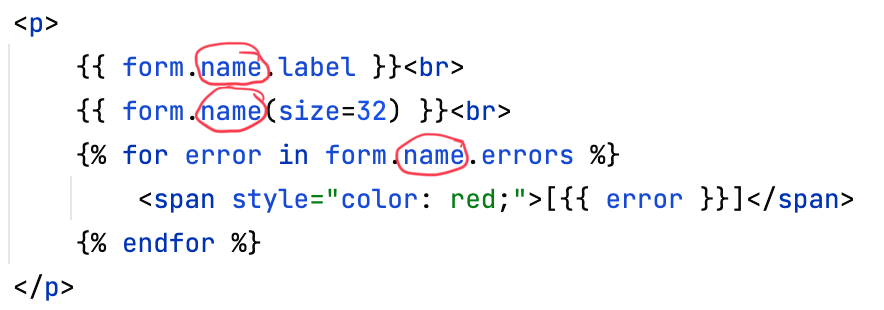 <p>
{{ form.name.label }}<br>
{{ form.name(size=32) }}<br>
{% for error in form.name.errors %}
<span style="color: red;">[{{ error }}]</span>
{% endfor %}
</p>